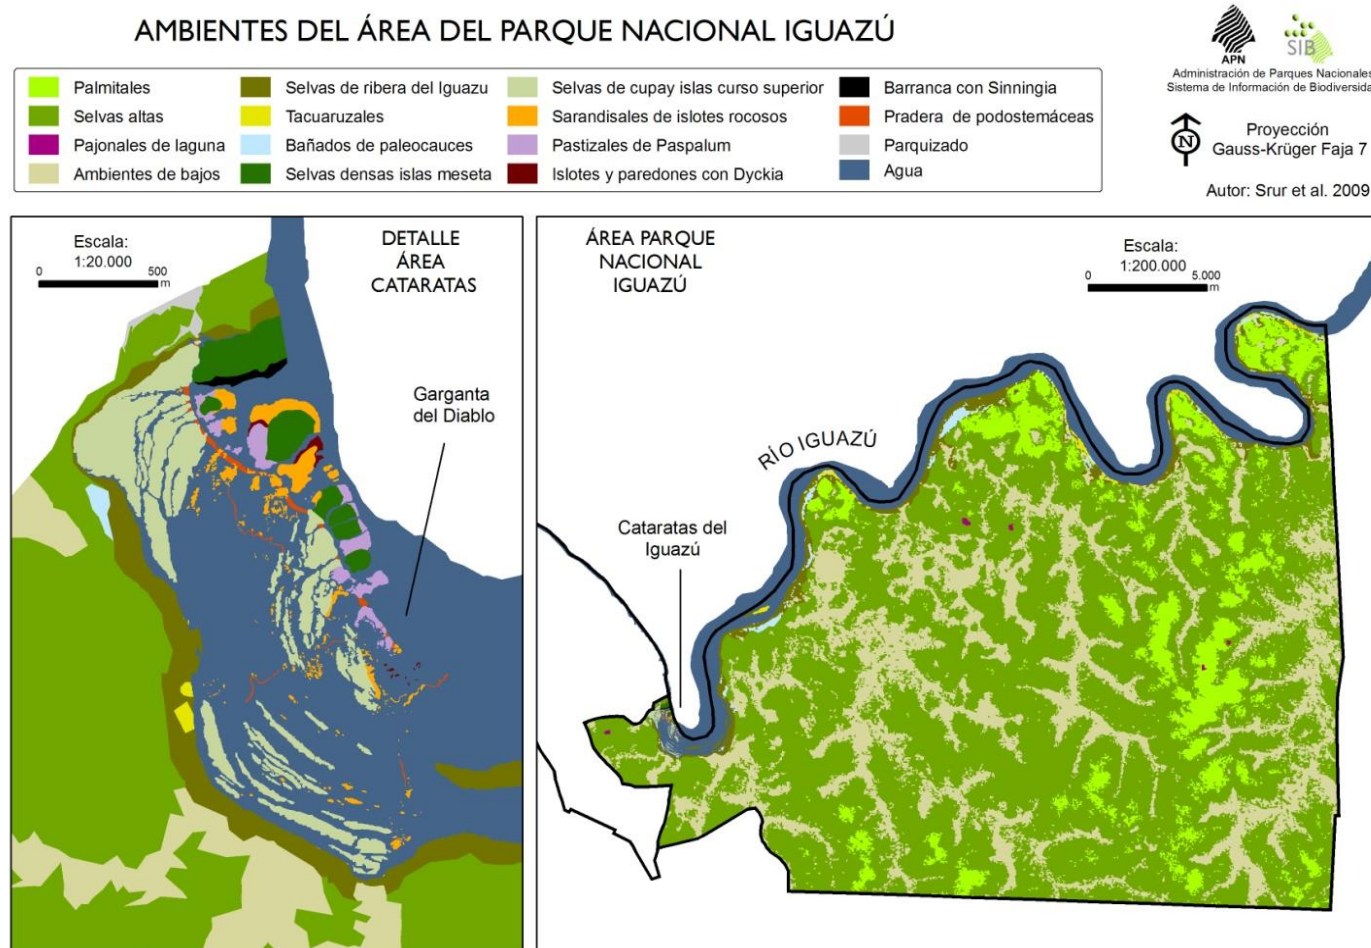 AMBIENTES DEL ÁREA DEL PARQUE NACIONAL IGUAZÚ
APN
SIB
Administración de Parques Nacionales
Sistema de Información de Biodiversida
N
Proyección
Gauss-Krüger Faja 7
Autor: Srur et al. 2009
Palmitales
Selvas altas
Pajonales de laguna
Ambientes de bajos
Selvas de ribera del Iguazu
Tacuaruzales
Bañados de paleocauces
Selvas densas islas meseta
Selvas de cupay islas curso superior
Sarandisales de islotes rocosos
Pastizales de Paspalum
Islotes y paredones con Dyckia
Barranca con Sinningia
Pradera de podostemáceas
Parquizado
Agua
Escala:
1:20.000
0 500
m
DETALLE
ÁREA
CATARATAS
Garganta
del Diablo
ÁREA PARQUE
NACIONAL
IGUAZÚ
Escala:
1:200.000
0 5.000
m
RÍO IGUAZÚ
Cataratas del
Iguazú